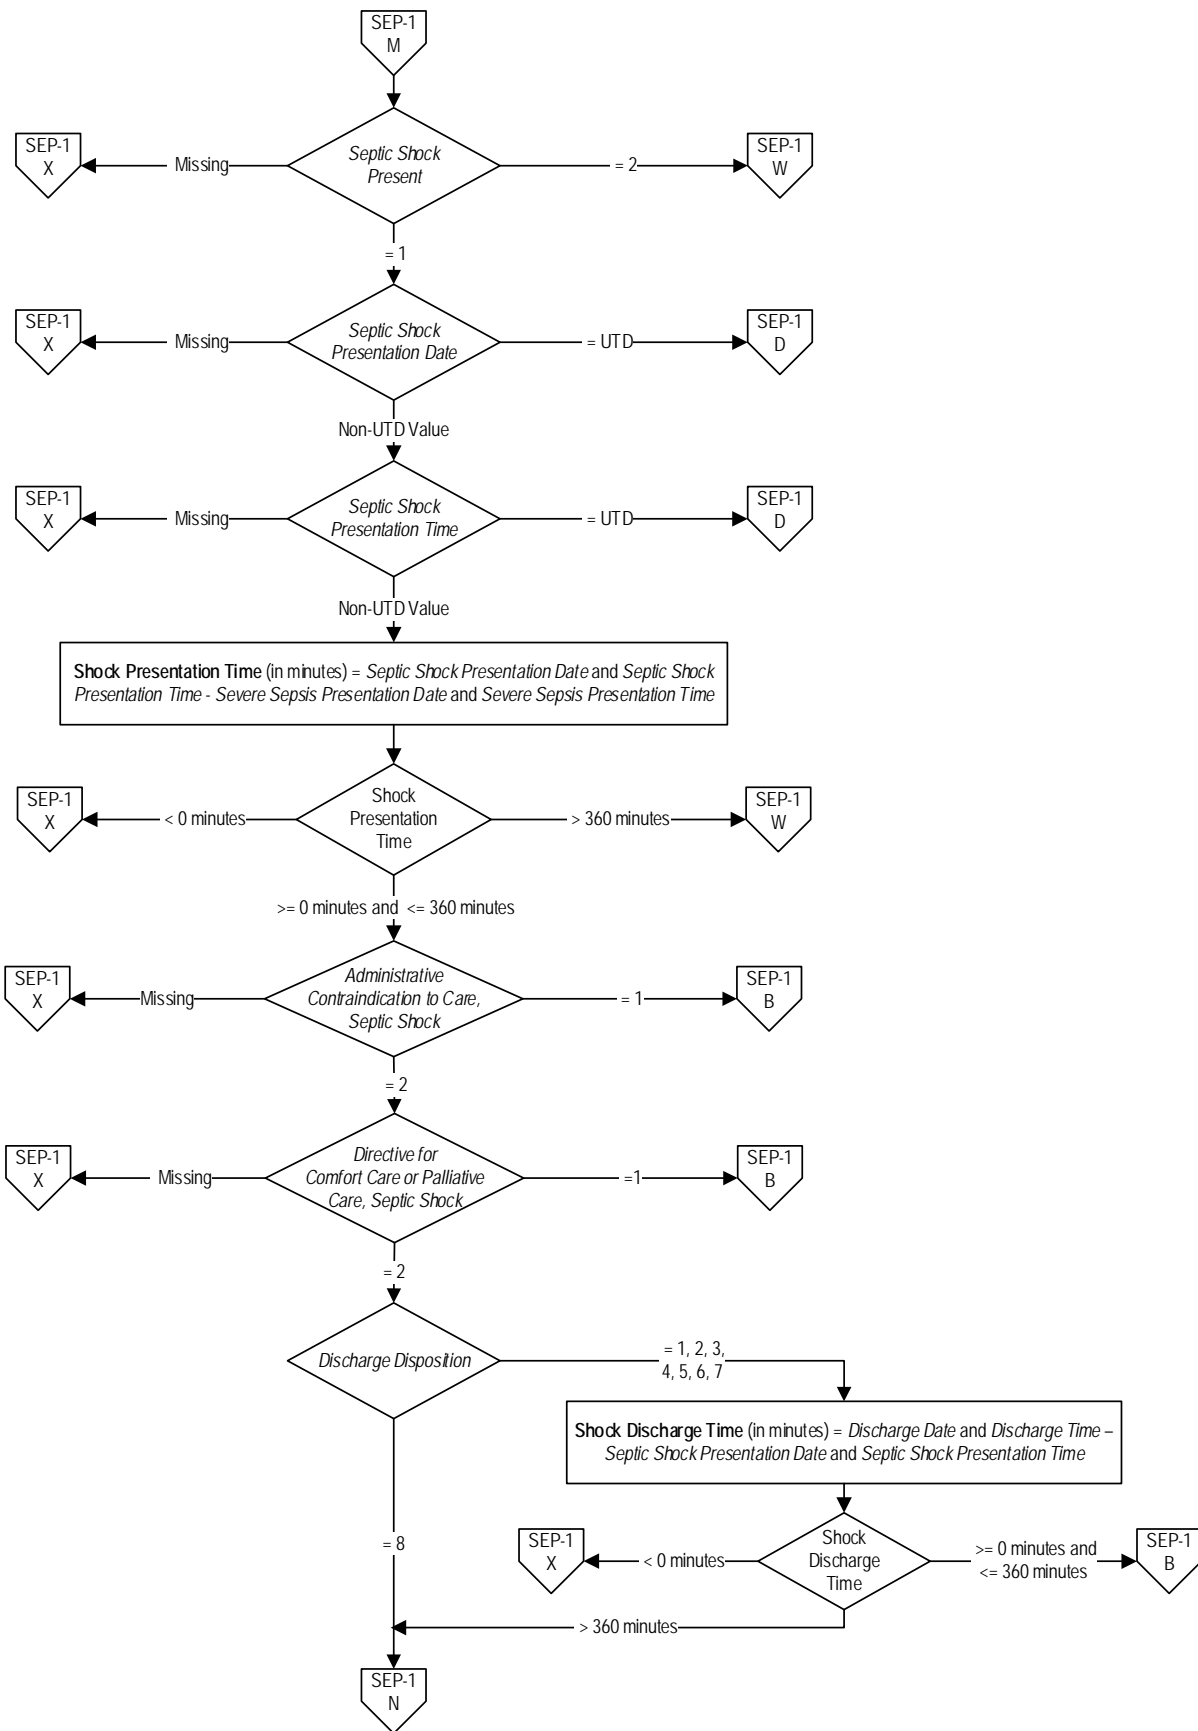 SEP-1
M
SEP-1
X
Missing
Septic Shock
Present
= 2
SEP-1
W
= 1
SEP-1
X
Missing
Septic Shock
Presentation Date
= UTD
SEP-1
D
Non-UTD Value
SEP-1
X
Missing
Septic Shock
Presentation Time
= UTD
SEP-1
D
Non-UTD Value
Shock Presentation Time (in minutes) = Septic Shock Presentation Date and Septic Shock
Presentation Time - Severe Sepsis Presentation Date and Severe Sepsis Presentation Time
SEP-1
X
< 0 minutes
Shock
Presentation
Time
> 360 minutes
SEP-1
W
>= 0 minutes and <= 360 minutes
SEP-1
X
Missing
Administrative
Contraindication to Care,
Septic Shock
= 1
SEP-1
B
= 2
SEP-1
X
Missing
Directive for
Comfort Care or Palliative
Care, Septic Shock
=1
SEP-1
B
= 2
Discharge Disposition
= 1, 2, 3,
4, 5, 6, 7
Shock Discharge Time (in minutes) = Discharge Date and Discharge Time –
Septic Shock Presentation Date and Septic Shock Presentation Time
= 8
SEP-1
X
< 0 minutes
Shock
Discharge
Time
>= 0 minutes and
<= 360 minutes
SEP-1
B
> 360 minutes
SEP-1
N